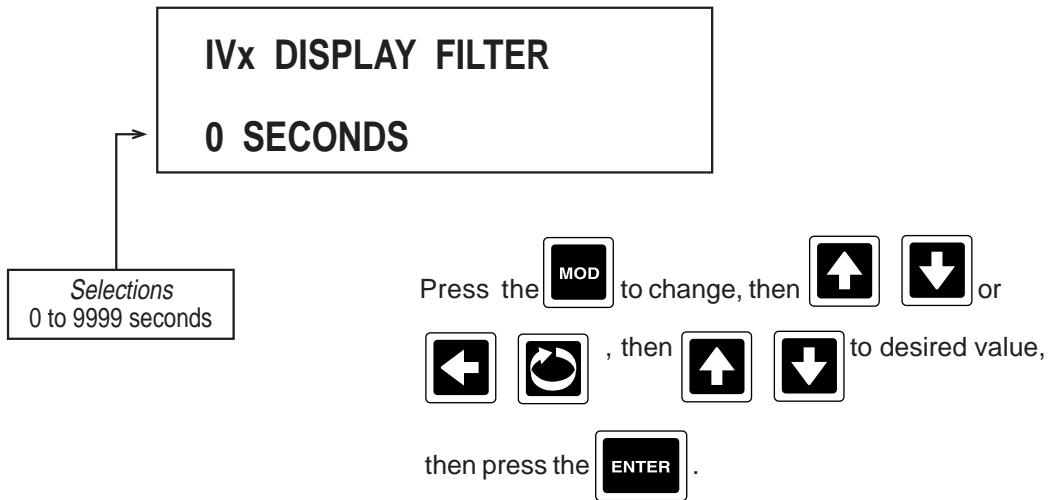 IVx DISPLAY FILTER
0 SECONDS
Selections
0 to 9999 seconds
Press the MOD to change, then or
, then to desired value,
then press the ENTER .